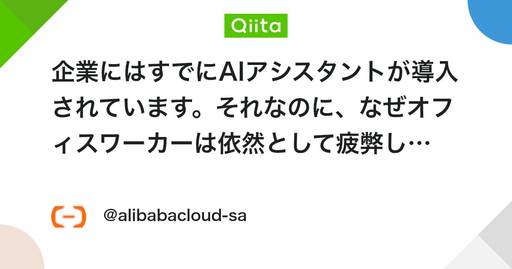 Qiita
企業にはすでにAIアシスタントが導入
されています。それなのに、なぜオフ
ィスワーカーは依然として疲弊し…
@alibabacloud-sa